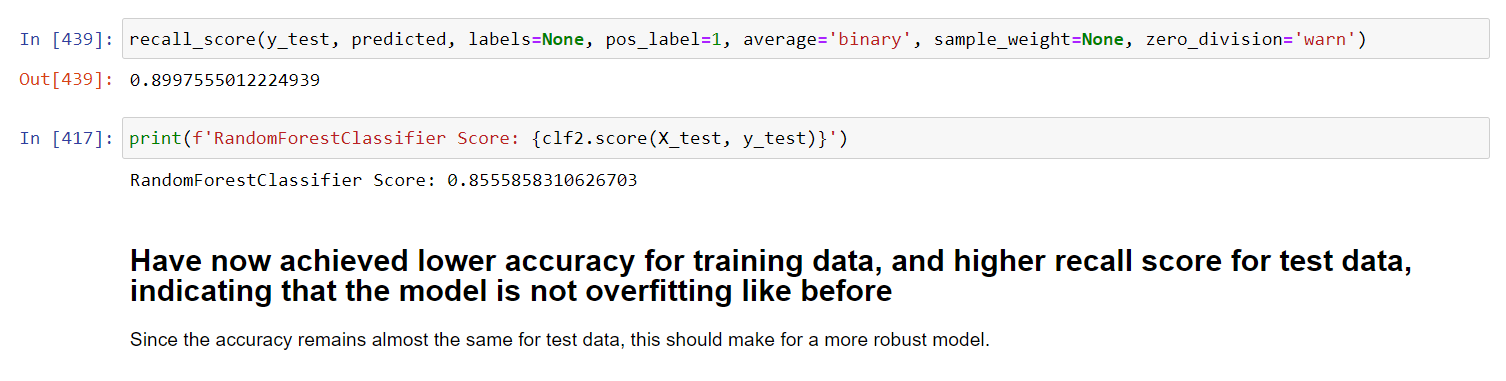 In [439]: recall_score(y_test, predicted, labels=None, pos_label=1, average='binary', sample_weight=None, zero_division='warn')
Out[439]: 0.8997555012224939
In [417]: print(f'RandomForestClassifier Score: {clf2.score(X_test, y_test)}')
RandomForestClassifier Score: 0.8555858310626703
Have now achieved lower accuracy for training data, and higher recall score for test data,
indicating that the model is not overfitting like before
Since the accuracy remains almost the same for test data, this should make for a more robust model.